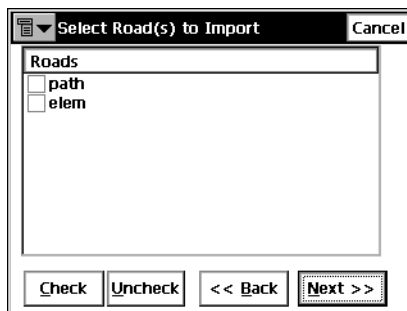 Select Road(s) to Import Cancel
Roads
path
elem
Check Uncheck << Back Next >>